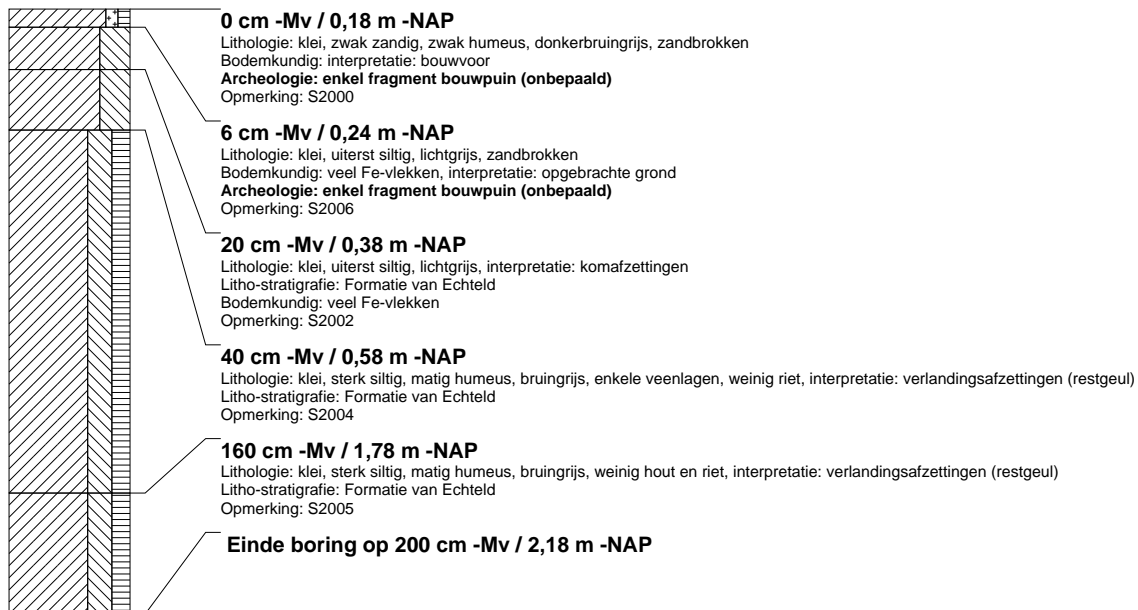 0 cm -Mv / 0,18 m -NAP
Lithologie: klei, zwak zandig, zwak humeus, donkerbruingrijs, zandbrokken
Bodemkundig: interpretatie: bouwvoor
Archeologie: enkel fragment bouwpuin (onbepaald)
Opmerking: S2000
6 cm -Mv / 0,24 m -NAP
Lithologie: klei, uiterst siltig, lichtgrijs, zandbrokken
Bodemkundig: veel Fe-vlekken, interpretatie: opgebrachte grond
Archeologie: enkel fragment bouwpuin (onbepaald)
Opmerking: S2006
20 cm -Mv / 0,38 m -NAP
Lithologie: klei, uiterst siltig, lichtgrijs, interpretatie: komafzettingen
Litho-stratigrafie: Formatie van Echteld
Bodemkundig: veel Fe-vlekken
Opmerking: S2002
40 cm -Mv / 0,58 m -NAP
Lithologie: klei, sterk siltig, matig humeus, bruingrijs, enkele veenlagen, weinig riet, interpretatie: verlandingsafzettingen (restgeul)
Litho-stratigrafie: Formatie van Echteld
Opmerking: S2004
160 cm -Mv / 1,78 m -NAP
Lithologie: klei, sterk siltig, matig humeus, bruingrijs, weinig hout en riet, interpretatie: verlandingsafzettingen (restgeul)
Litho-stratigrafie: Formatie van Echteld
Opmerking: S2005
Einde boring op 200 cm -Mv / 2,18 m -NAP